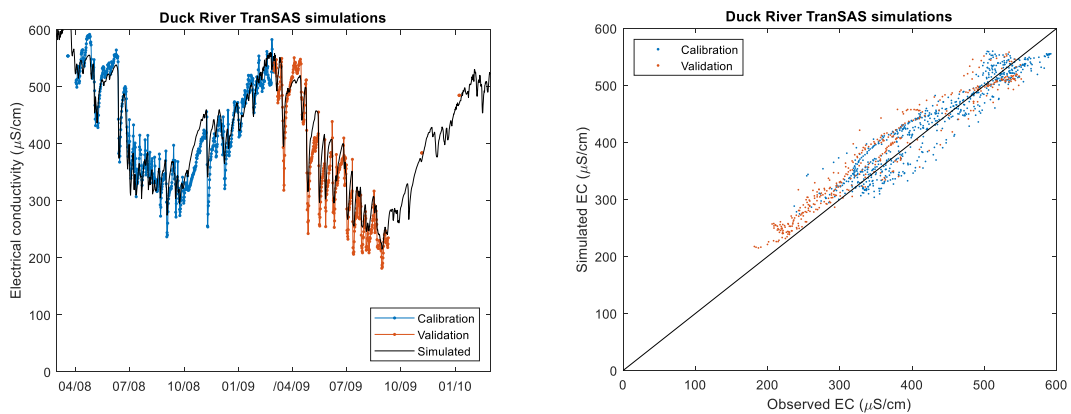 Duck River TranSAS simulations
Electrical conductivity (μS/cm)
600
500
400
300
200
100
0
04/08 07/08 10/08 01/09 /04/09 07/09 10/09 01/10
Calibration
Validation
Simulated
Duck River TranSAS simulations
Simulated EC (μS/cm)
600
500
400
300
200
100
0
Calibration
Validation
0 100 200 300 400 500 600
Observed EC (μS/cm)